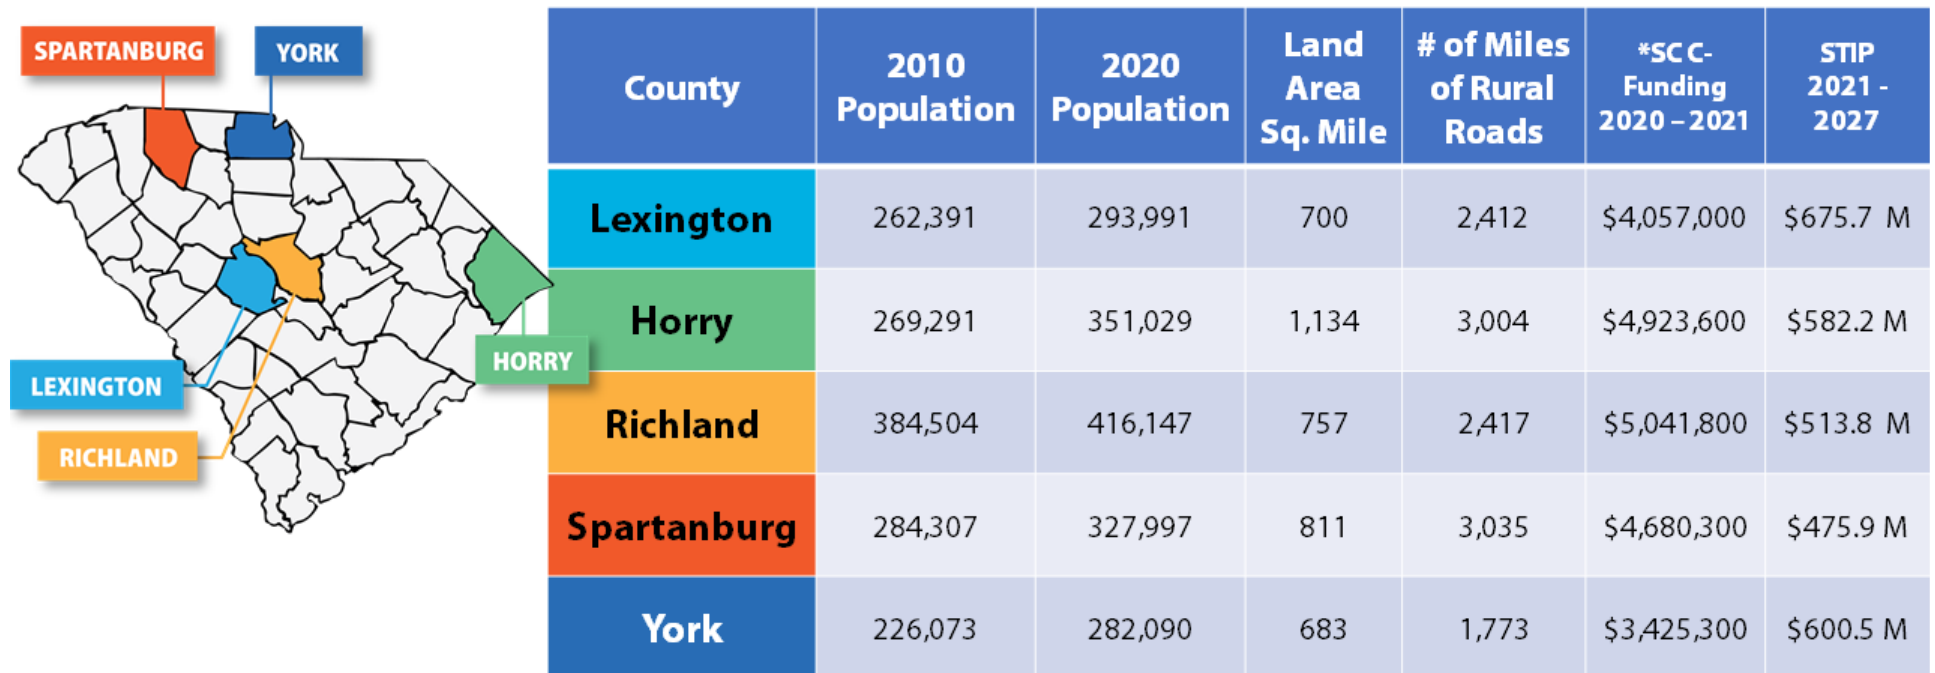 SPARTANBURG
YORK
LEXINGTON
RICHLAND
HORRY
County
2010
Population
2020
Population
Land
Area
Sq. Mile
# of Miles
of Rural
Roads
*SC C-
Funding
2020 – 2021
STIP
2021 -
2027
Lexington 262,391 293,991 700 2,412 $4,057,000 $675.7 M
Horry 269,291 351,029 1,134 3,004 $4,923,600 $582.2 M
Richland 384,504 416,147 757 2,417 $5,041,800 $513.8 M
Spartanburg 284,307 327,997 811 3,035 $4,680,300 $475.9 M
York 226,073 282,090 683 1,773 $3,425,300 $600.5 M